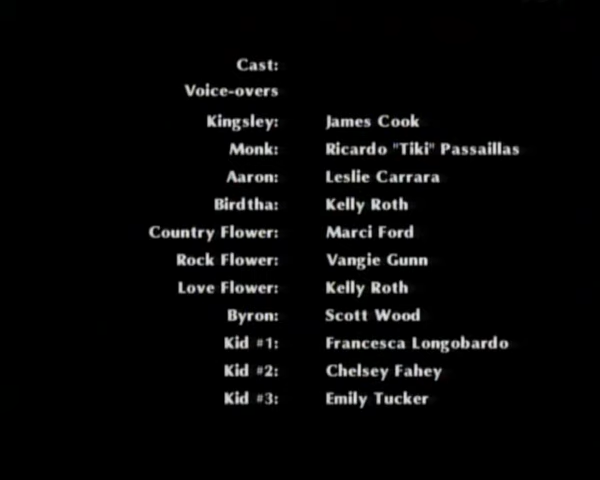 Cast:
Voice-overs
Kingsley: James Cook
Monk: Ricardo "Tiki" Passaillas
Aaron: Leslie Carrara
Birdtha: Kelly Roth
Country Flower: Marci Ford
Rock Flower: Vangie Gunn
Love Flower: Kelly Roth
Byron: Scott Wood
Kid #1: Francesca Longobardo
Kid #2: Chelsey Fahey
Kid #3: Emily Tucker